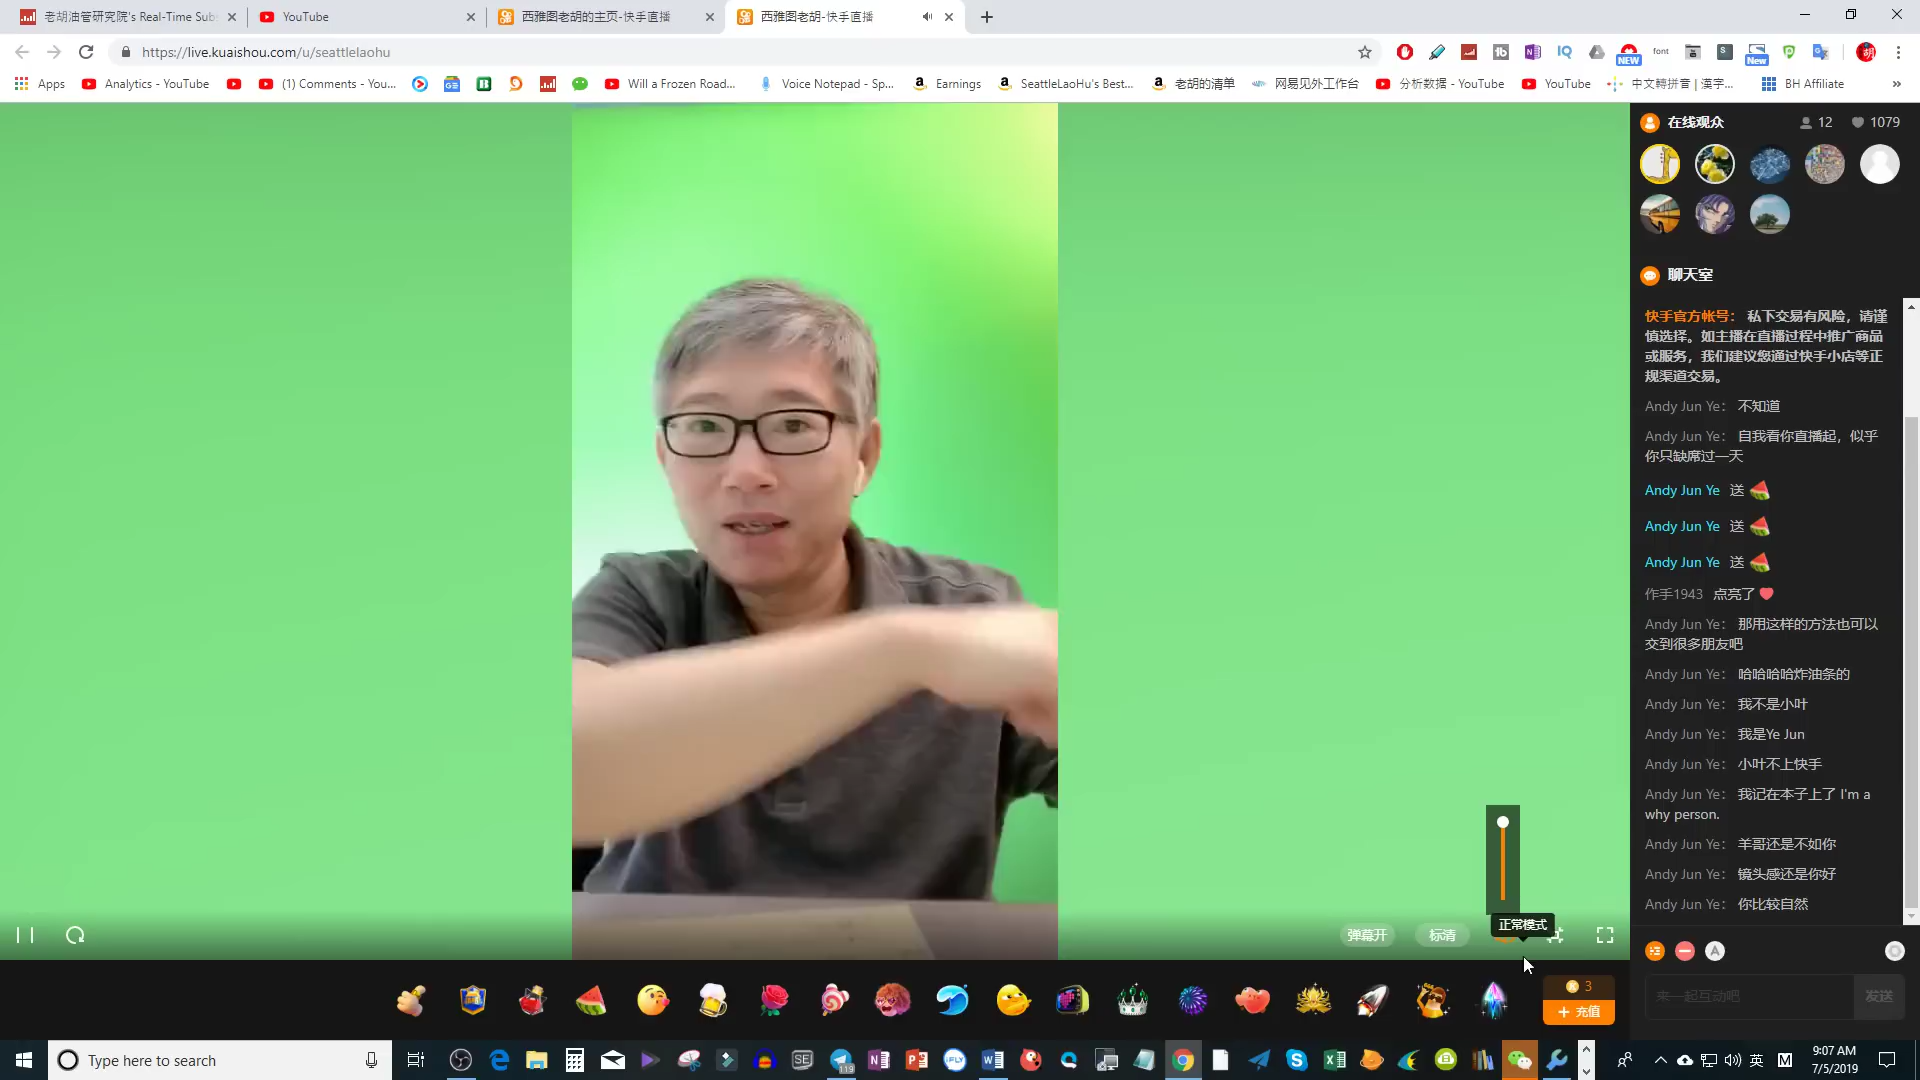 老胡油管研究院's Real-Time Sub
YouTube
西雅图老胡的主页-快手直播
西雅图老胡-快手直播
https://live.kuaishou.com/u/seattlelaohu
IQ
NEW
font
New
胡
Apps
Analytics - YouTube
(1) Comments - You...
Will a Frozen Road...
Voice Notepad - Sp...
Earnings
SeattleLaoHu's Best...
老胡的清单
网易见外工作台
分析数据 - YouTube
YouTube
中文轉拼音 | 漢字...
BH Affiliate
在线观众
12
1079
聊天室
快手官方帐号： 私下交易有风险，请谨
慎选择。如主播在直播过程中推广商品
或服务，我们建议您通过快手小店等正
规渠道交易。
Andy Jun Ye： 不知道
Andy Jun Ye： 自我看你直播起，似乎
你只缺席过一天
Andy Jun Ye 送
Andy Jun Ye 送
Andy Jun Ye 送
作手1943 点亮了
Andy Jun Ye： 那用这样的方法也可以
交到很多朋友吧
Andy Jun Ye： 哈哈哈哈炸油条的
Andy Jun Ye： 我不是小叶
Andy Jun Ye： 我是Ye Jun
Andy Jun Ye： 小叶不上快手
Andy Jun Ye： 我记在本子上了 I'm a
why person.
Andy Jun Ye： 羊哥还是不如你
Andy Jun Ye： 镜头感还是你好
Andy Jun Ye： 你比较自然
正常模式
弹幕开
标清
3
充值
来一起互动吧
发送
Type here to search
119
英
M
9:07 AM
7/5/2019